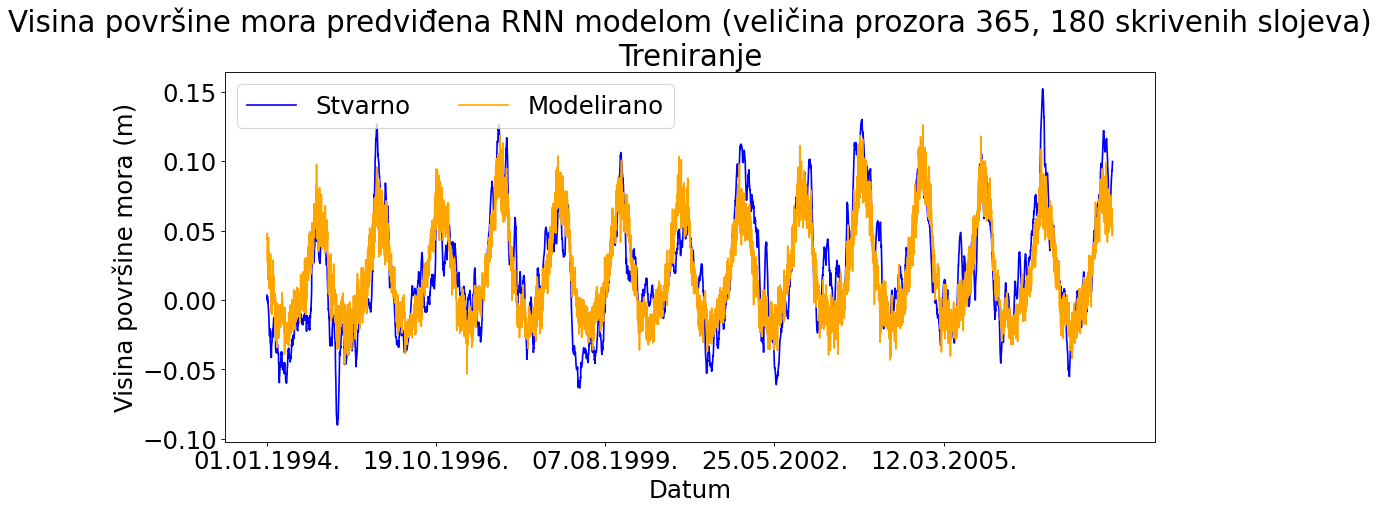 Visina površine mora predviđena RNN modelom (veličina prozora 365, 180 skrivenih slojeva)
Treniranje
Stvarno
Modelirano
Visina površine mora (m)
0.15
0.10
0.05
0.00
−0.05
−0.10
01.01.1994.
19.10.1996.
07.08.1999.
25.05.2002.
12.03.2005.
Datum